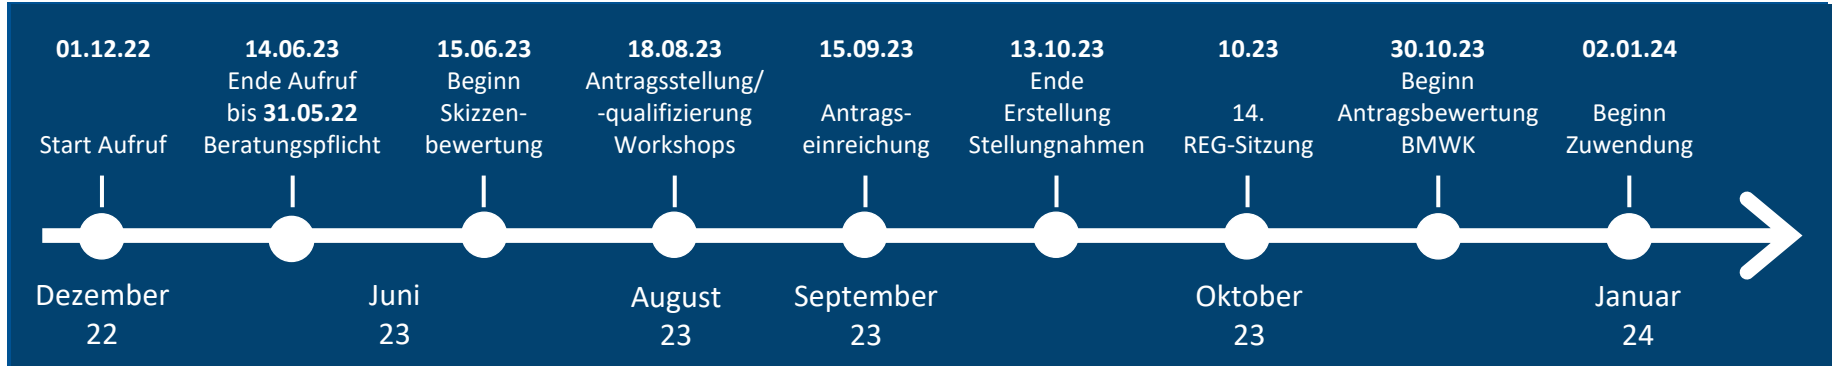 01.12.22
Start Aufruf
14.06.23
Ende Aufruf
bis 31.05.22
Beratungspflicht
15.06.23
Beginn
Skizzen-
bewertung
18.08.23
Antragsstellung/
-qualifizierung
Workshops
15.09.23
Antrags-
einreichung
13.10.23
Ende
Erstellung
Stellungnahmen
10.23
14.
REG-Sitzung
30.10.23
Beginn
Antragsbewertung
BMWK
02.01.24
Beginn
Zuwendung
Dezember
22
Juni
23
August
23
September
23
Oktober
23
Januar
24